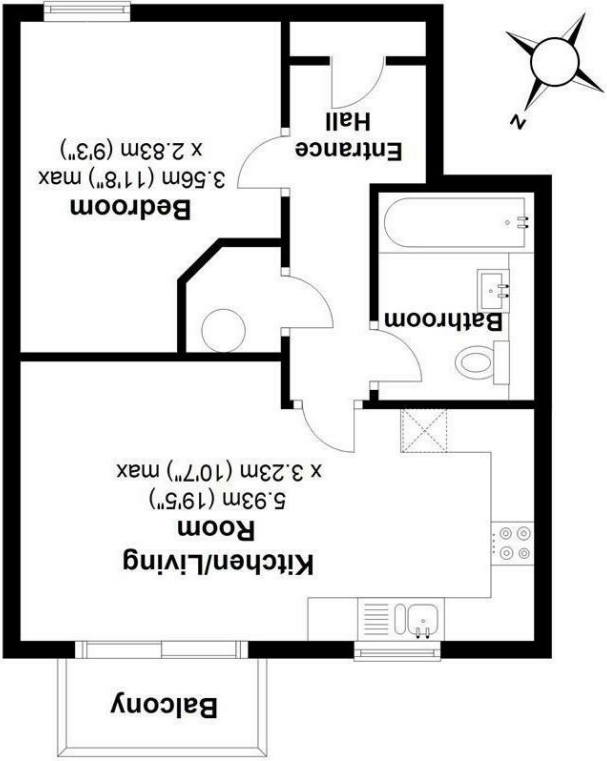 Balcony
Kitchen/Living
Room
5.93m (19'5")
x 3.23m (10'7") max
Bathroom
Bedroom
3.56m (11'8") max
x 2.83m (9'3")
Entrance
Hall
N